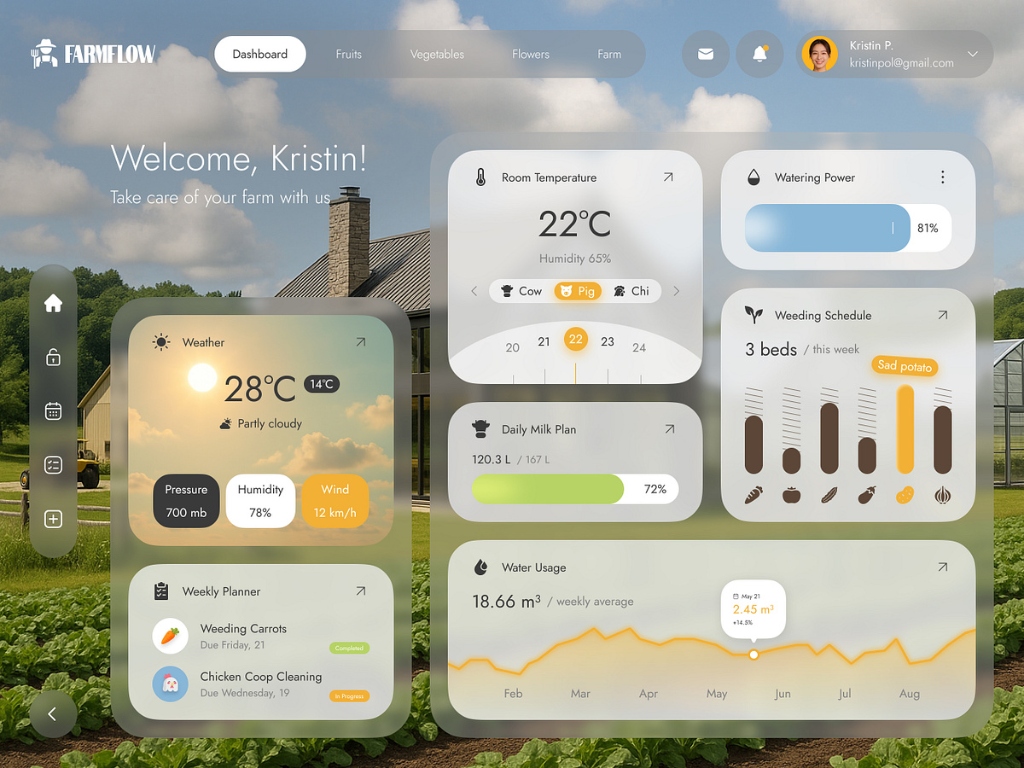 FARMFLOW
Dashboard
Fruits
Vegetables
Flowers
Farm
Kristin P.
kristinpol@gmail.com
Welcome, Kristin!
Take care of your farm with us
Weather
28°C 14°C
Partly cloudy
Pressure
700 mb
Humidity
78%
Wind
12 km/h
Weekly Planner
Weeding Carrots
Due Friday, 21
Completed
Chicken Coop Cleaning
Due Wednesday, 19
In Progress
Room Temperature
22°C
Humidity 65%
Cow Pig Chi
20 21 22 23 24
Daily Milk Plan
120.3 L / 167 L
72%
Watering Power
81%
Weeding Schedule
3 beds / this week
Sad potato
Water Usage
18.66 m³ / weekly average
May 21
2.45 m³
+14.5%
Feb Mar Apr May Jun Jul Aug